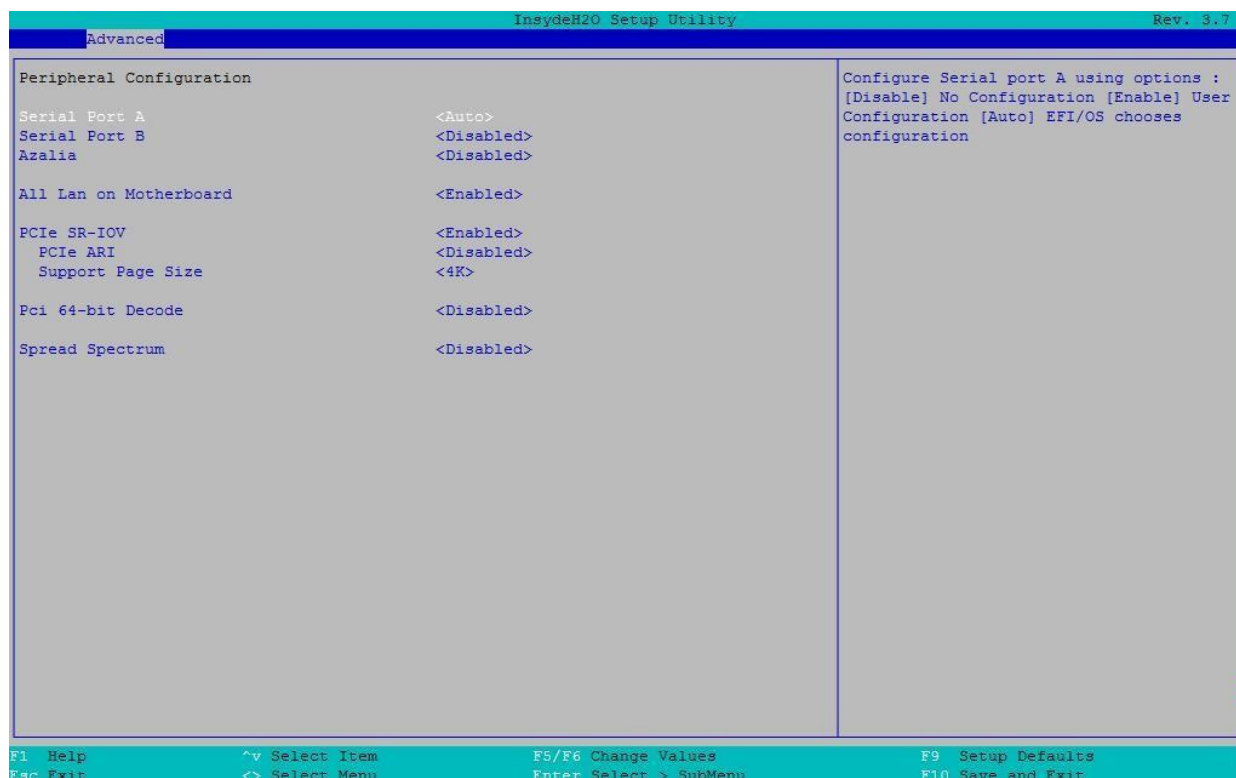 InsydeH2O Setup Utility Rev. 3.7
Advanced
Peripheral Configuration
Serial Port A <Auto>
Serial Port B <Disabled>
Azalia <Disabled>
All Lan on Motherboard <Enabled>
PCIe SR-IOV <Enabled>
PCIe ARI <Disabled>
Support Page Size <4K>
Pci 64-bit Decode <Disabled>
Spread Spectrum <Disabled>
Configure Serial port A using options :
[Disable] No Configuration [Enable] User
Configuration [Auto] EFI/OS chooses
configuration
F1 Help ^v Select Item F5/F6 Change Values F9 Setup Defaults
Esc Exit <> Select Menu Enter Select > SubMenu F10 Save and Exit